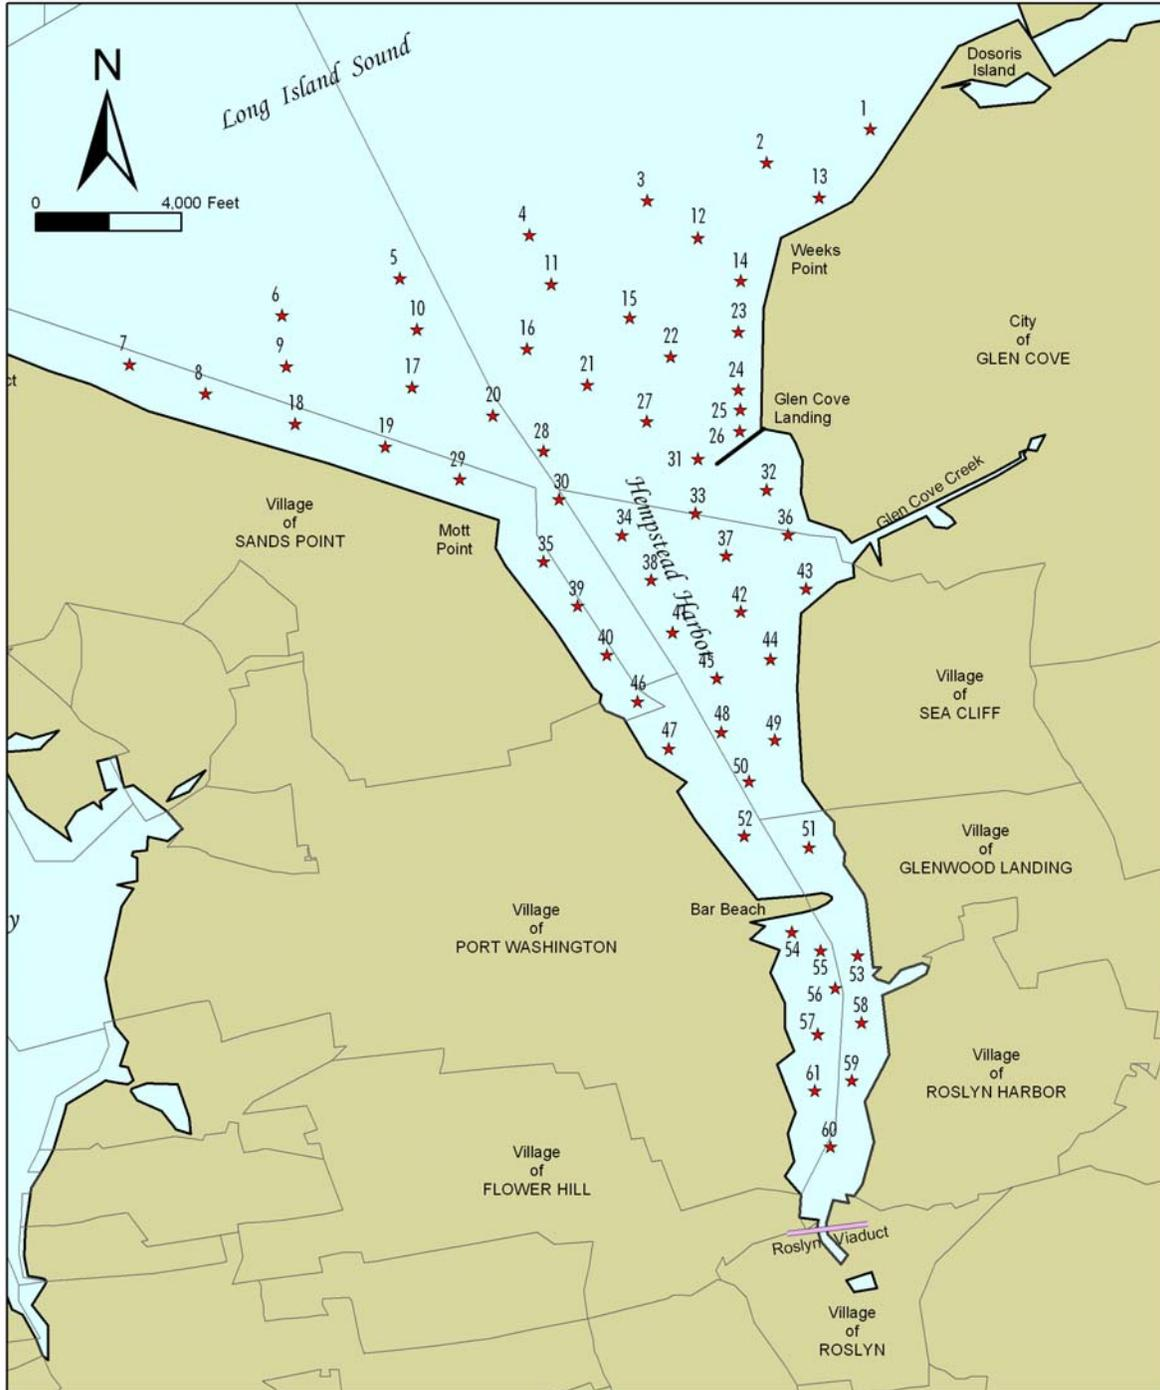 Dosoris
Island
Long Island Sound
N
0 4,000 Feet
1
2
13
3
12
4
Weeks
Point
14
5
11
15
23
6
10
16
22
City
of
GLEN COVE
7
9
8
17
21
24
ct
18
20
27
25
Glen Cove
Landing
19
28
26
29
31
32
30
33
Hempstead Harbor
Glen Cove Creek
Village
of
SANDS POINT
Mott
Point
34
36
35
37
38
43
39
42
41
40
44
45
46
Village
of
SEA CLIFF
47
48
49
50
52
51
Village
of
GLENWOOD LANDING
Bar Beach
y
Village
of
PORT WASHINGTON
54
55
53
56
58
57
59
61
Village
of
ROSLYN HARBOR
60
Village
of
FLOWER HILL
Roslyn Viaduct
Village
of
ROSLYN